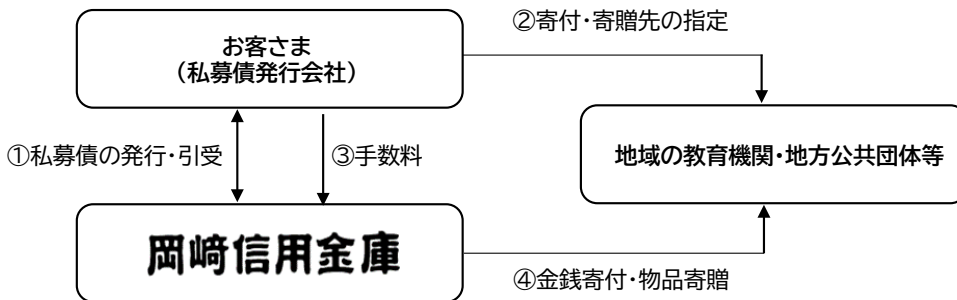 ②寄付・寄贈先の指定
お客さま
（私募債発行会社）
①私募債の発行・引受
③手数料
地域の教育機関・地方公共団体等
岡崎信用金庫
④金銭寄付・物品寄贈